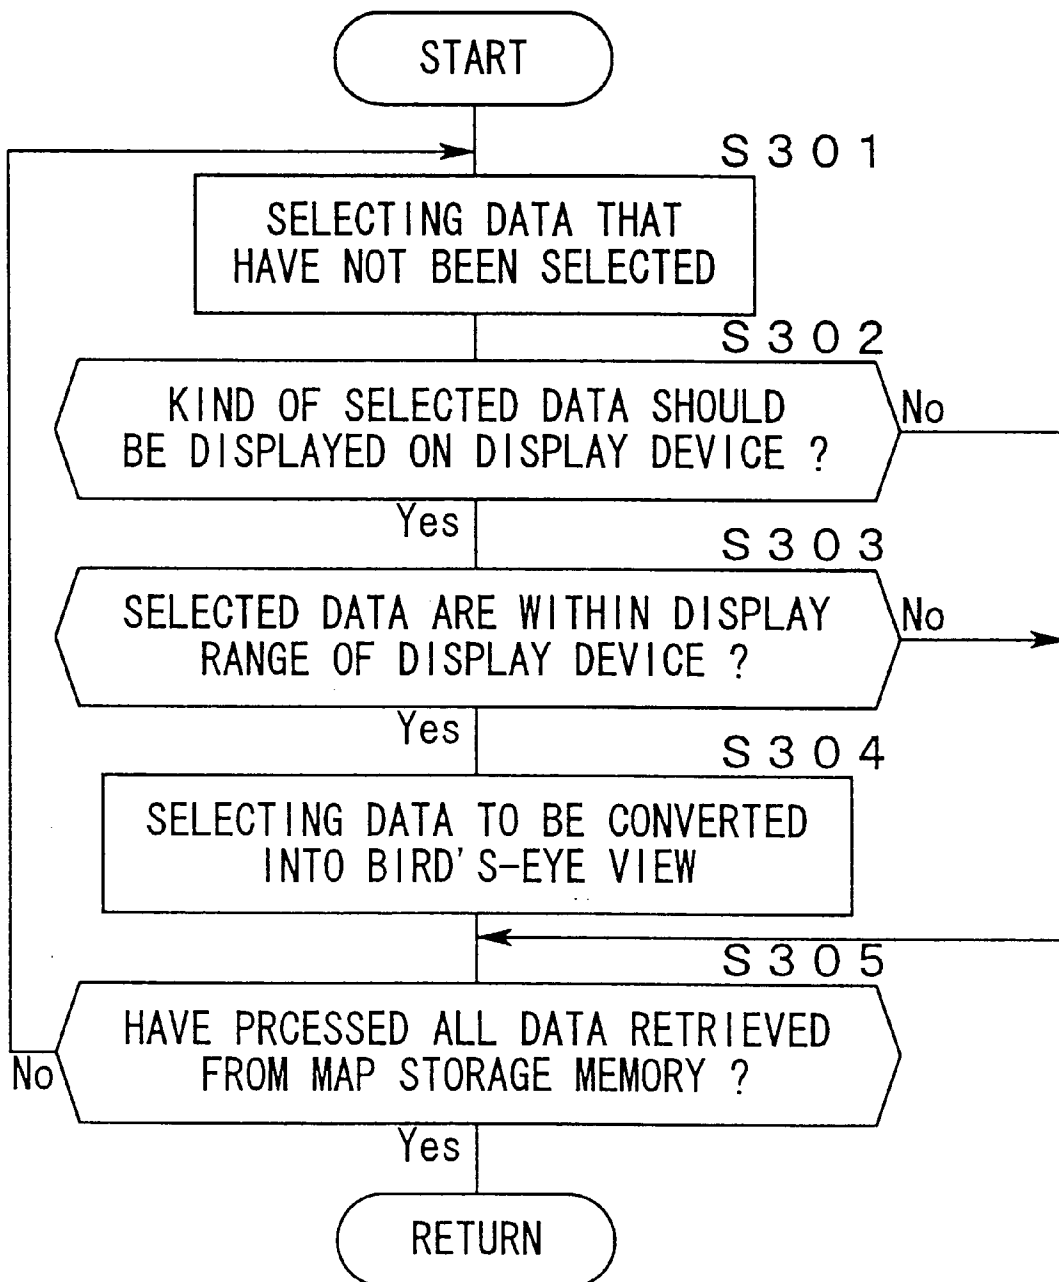 START
S301
SELECTING DATA THAT
HAVE NOT BEEN SELECTED
S302
KIND OF SELECTED DATA SHOULD
BE DISPLAYED ON DISPLAY DEVICE ?
No
Yes
S303
SELECTED DATA ARE WITHIN DISPLAY
RANGE OF DISPLAY DEVICE ?
No
Yes
S304
SELECTING DATA TO BE CONVERTED
INTO BIRD'S-EYE VIEW
S305
HAVE PRCESSED ALL DATA RETRIEVED
FROM MAP STORAGE MEMORY ?
No
Yes
RETURN